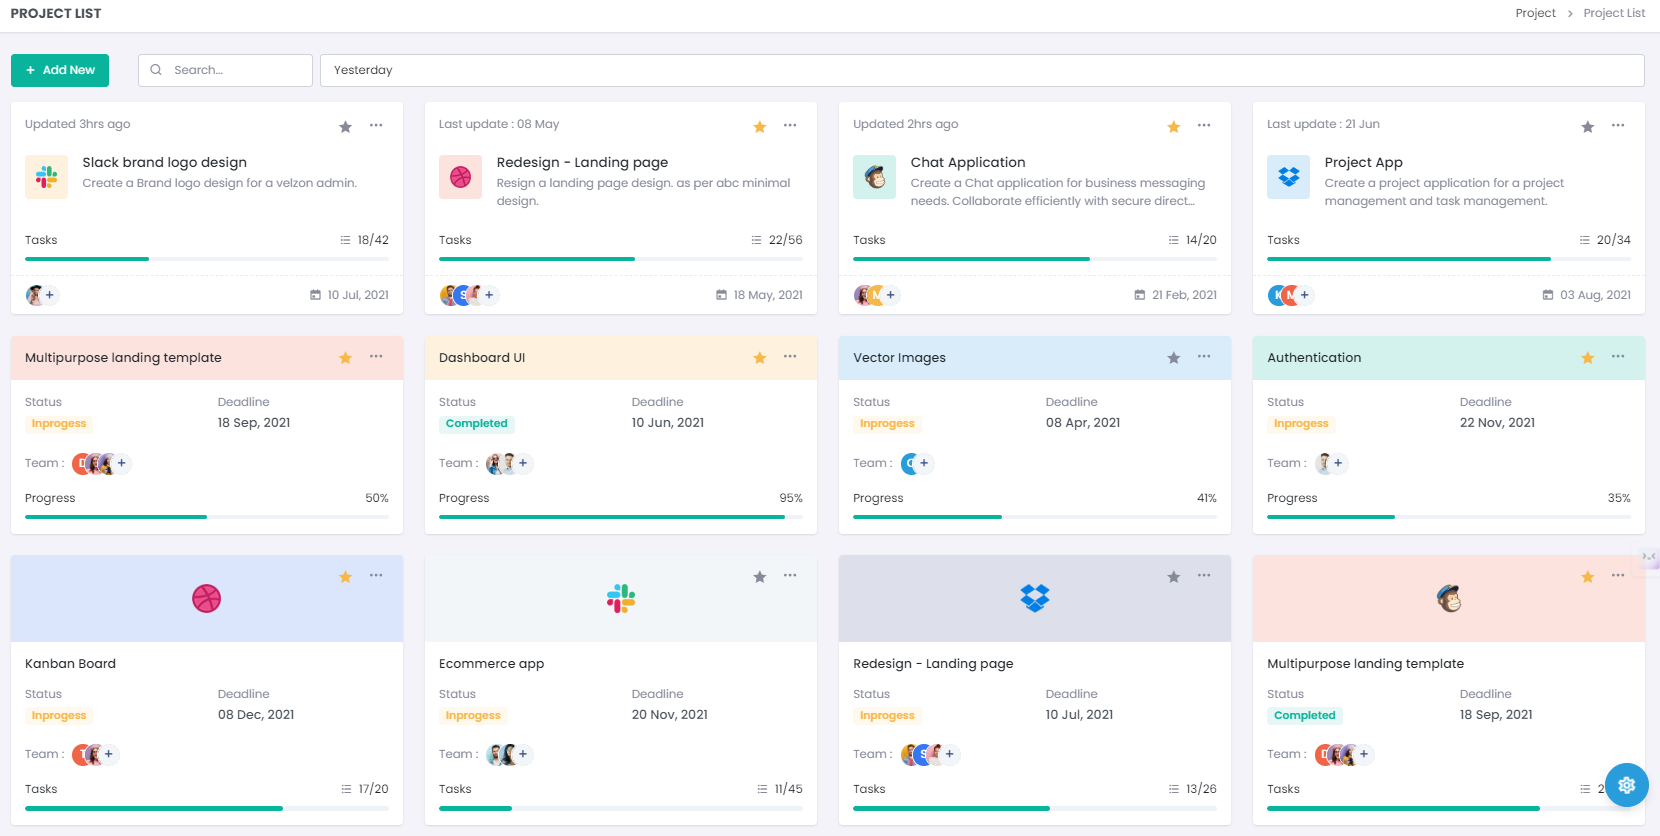 PROJECT LIST
Project > Project List
+ Add New
Search...
Yesterday
Updated 3hrs ago
Slack brand logo design
Create a Brand logo design for a velzon admin.
Tasks
18/42
10 Jul, 2021
Last update : 08 May
Redesign - Landing page
Resign a landing page design. as per abc minimal
design.
Tasks
22/56
S
18 May, 2021
Updated 2hrs ago
Chat Application
Create a Chat application for business messaging
needs. Collaborate efficiently with secure direct...
Tasks
14/20
M
21 Feb, 2021
Last update : 21 Jun
Project App
Create a project application for a project
management and task management.
Tasks
20/34
K
M
03 Aug, 2021
Multipurpose landing template
Status
Deadline
Inprogess
18 Sep, 2021
Team :
D
Progress
50%
Dashboard UI
Status
Deadline
Completed
10 Jun, 2021
Team :
Progress
95%
Vector Images
Status
Deadline
Inprogess
08 Apr, 2021
Team :
Progress
41%
Authentication
Status
Deadline
Inprogess
22 Nov, 2021
Team :
Progress
35%
Kanban Board
Status
Deadline
Inprogess
08 Dec, 2021
Team :
T
Tasks
17/20
Ecommerce app
Status
Deadline
Inprogess
20 Nov, 2021
Team :
Tasks
11/45
Redesign - Landing page
Status
Deadline
Inprogess
10 Jul, 2021
Team :
S
Tasks
13/26
Multipurpose landing template
Status
Deadline
Completed
18 Sep, 2021
Team :
D
Tasks